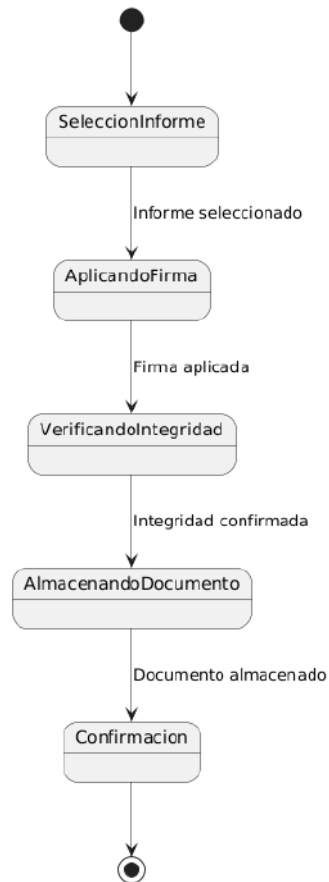 SeleccionInforme
Informe seleccionado
AplicandoFirma
Firma aplicada
VerificandoIntegridad
Integridad confirmada
AlmacenandoDocumento
Documento almacenado
Confirmacion